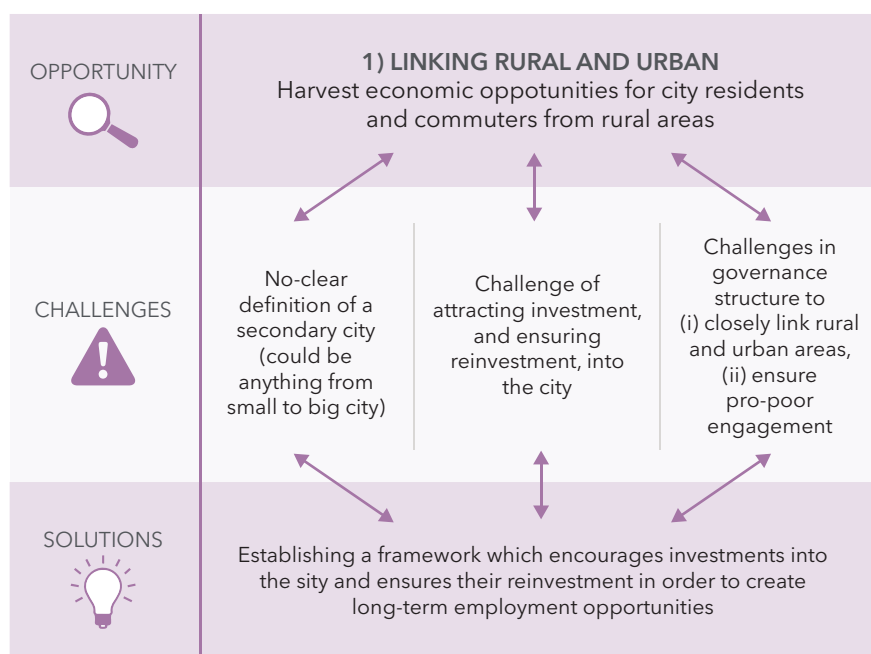 OPPORTUNITY
1) LINKING RURAL AND URBAN
Harvest economic oppotunities for city residents
and commuters from rural areas
CHALLENGES
No-clear
definition of a
secondary city
(could be
anything from
small to big city)
Challenge of
attracting investment,
and ensuring
reinvestment, into
the city
Challenges in
governance
structure to
(i) closely link rural
and urban areas,
(ii) ensure
pro-poor
engagement
SOLUTIONS
Establishing a framework which encourages investments into
the sity and ensures their reinvestment in order to create
long-term employment opportunities